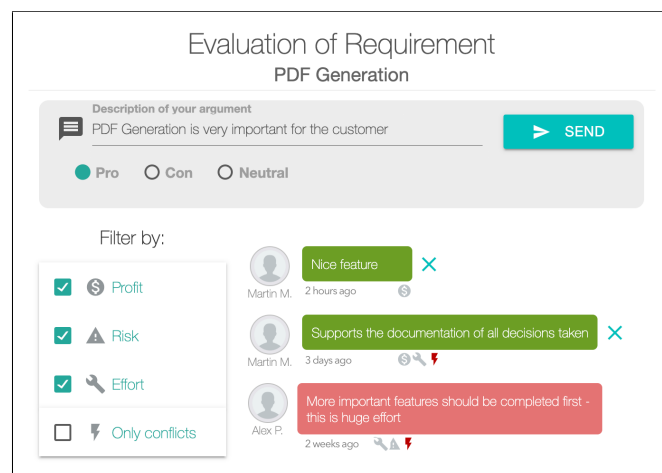 Evaluation of Requirement
PDF Generation
Description of your argument
PDF Generation is very important for the customer
SEND
Pro
Con
Neutral
Filter by:
Profit
Risk
Effort
Only conflicts
Nice feature
Martin M.
2 hours ago
Supports the documentation of all decisions taken
Martin M.
3 days ago
More important features should be completed first -
this is huge effort
Alex P.
2 weeks ago